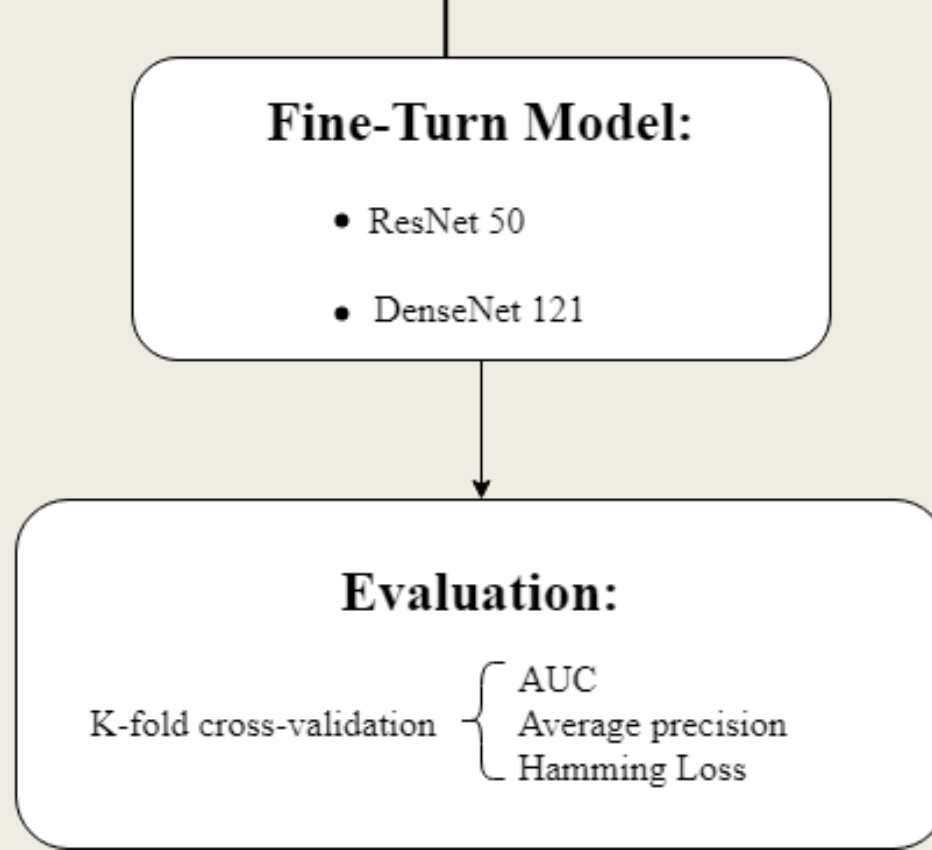 Fine-Turn Model:
• ResNet 50
• DenseNet 121
Evaluation:
K-fold cross-validation
AUC
Average precision
Hamming Loss